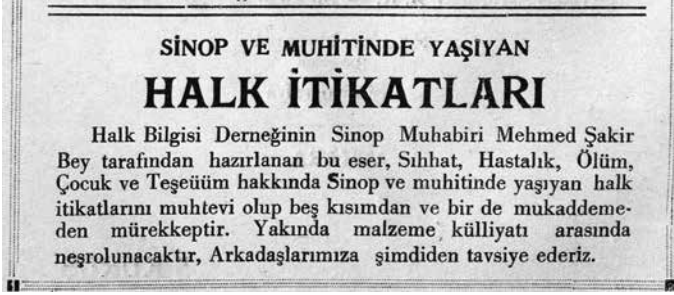 SİNOP VE MUHİTİNDE YAŞIYAN
HALK İTİKATLARI
Halk Bilgisi Derneğinin Sinop Muhabiri Mehmed Şakir
Bey tarafından hazırlanan bu eser, Sıhhat, Hastalık, Ölüm,
Çocuk ve Teşeüüm hakkında Sinop ve muhitinde yaşıyan halk
itikatlarını muhtevi olup beş kısımdan ve bir de mukaddeme-
den mürekkeptir. Yakında malzeme külliyatı arasında
neşrolunacaktır, Arkadaşlarımıza şimdiden tavsiye ederiz.